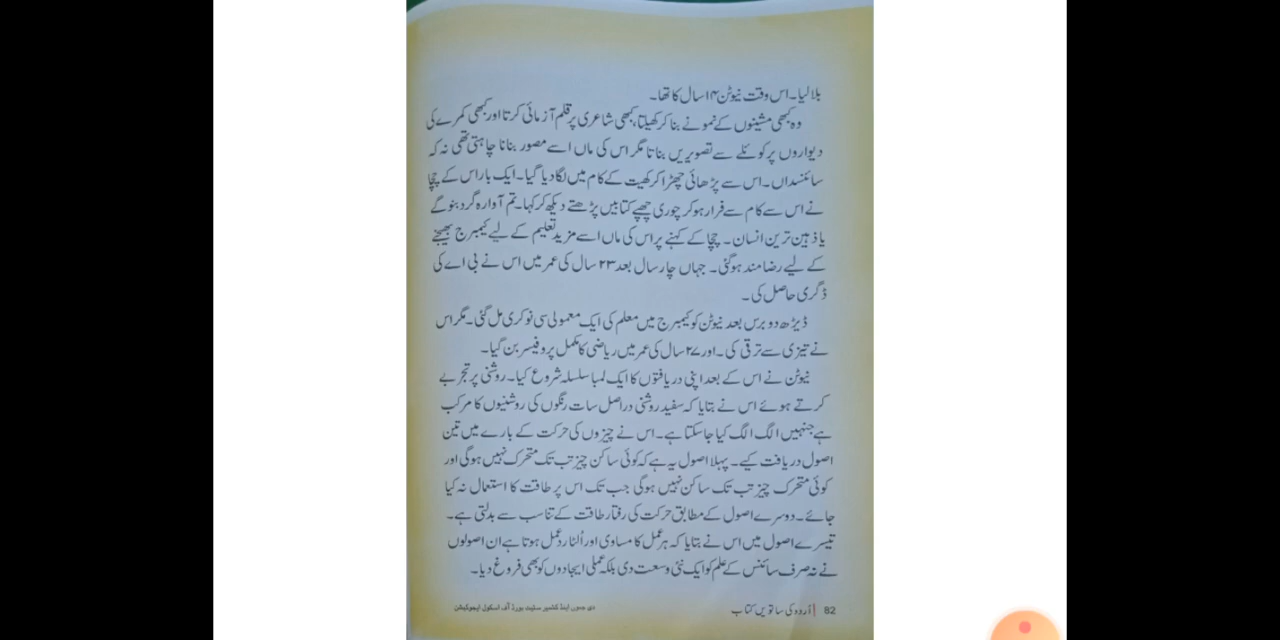 بلالیا۔ اس وقت نیوٹن ۱۴ سال کا تھا۔
وہ کبھی مشینوں کے نمونے بنا کر کھیلتا، کبھی شاعری پر قلم آزمائی کرتا اور کبھی کمرے کی
دیواروں پر کوئلے سے تصویریں بناتا مگر اس کی ماں اسے مصور بنانا چاہتی تھی نہ کہ
سائنسداں۔ اس سے پڑھائی چھڑا کر کھیت کے کام میں لگا دیا گیا۔ ایک بار اس کے چچا
نے اس سے کام سے فرار ہو کر چوری چھپے کتابیں پڑھتے دیکھ کر کہا۔ تم آوارہ گرد بنو گے
یا ذہین ترین انسان۔ چچا کے کہنے پر اس کی ماں اسے مزید تعلیم کے لیے کیمبرج بھیجنے
کے لیے رضا مند ہو گئی۔ جہاں چار سال بعد ۲۳ سال کی عمر میں اس نے بی اے کی
ڈگری حاصل کی۔
ڈیڑھ دو برس بعد نیوٹن کو کیمبرج میں معلم کی ایک معمولی سی نوکری مل گئی۔ مگر اس
نے تیزی سے ترقی کی۔ اور ۲۷ سال کی عمر میں ریاضی کا مکمل پروفیسر بن گیا۔
نیوٹن نے اس کے بعد اپنی دریافتوں کا ایک لمبا سلسلہ شروع کیا۔ روشنی پر تجربے
کرتے ہوئے اس نے بتایا کہ سفید روشنی دراصل سات رنگوں کی روشنیوں کا مرکب
ہے جنہیں الگ الگ کیا جا سکتا ہے۔ اس نے چیزوں کی حرکت کے بارے میں تین
اصول دریافت کیے۔ پہلا اصول یہ ہے کہ کوئی ساکن چیز تب تک متحرک نہیں ہوگی اور
کوئی متحرک چیز تب تک ساکن نہیں ہوگی جب تک اس پر طاقت کا استعمال نہ کیا
جائے۔ دوسرے اصول کے مطابق حرکت کی رفتار طاقت کے تناسب سے بدلتی ہے۔
تیسرے اصول میں اس نے بتایا کہ ہر عمل کا مساوی اور اُلٹا ردِعمل ہوتا ہے ان اصولوں
نے نہ صرف سائنس کے علم کو ایک نئی وسعت دی بلکہ عملی ایجادوں کو بھی فروغ دیا۔
82 | اُردو کی ساتویں کتاب
دی جموں اینڈ کشمیر سٹیٹ بورڈ آف اسکول ایجوکیشن